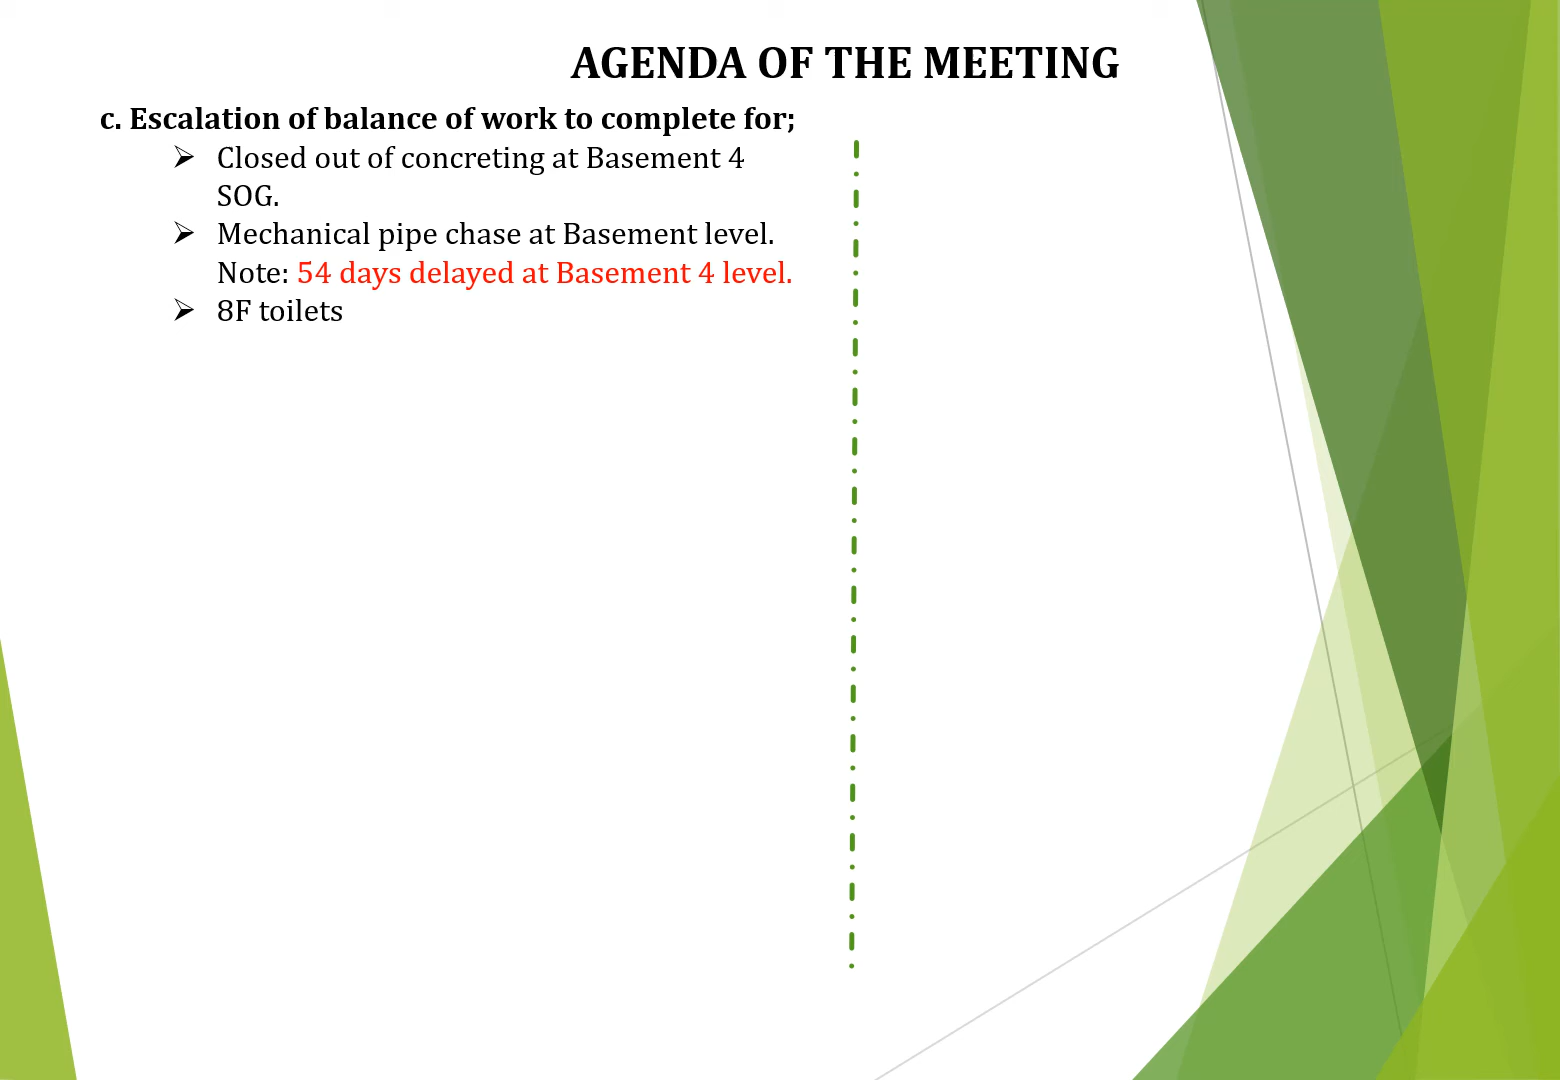 AGENDA OF THE MEETING
c. Escalation of balance of work to complete for;
➢ Closed out of concreting at Basement 4
SOG.
➢ Mechanical pipe chase at Basement level.
Note: 54 days delayed at Basement 4 level.
➢ 8F toilets